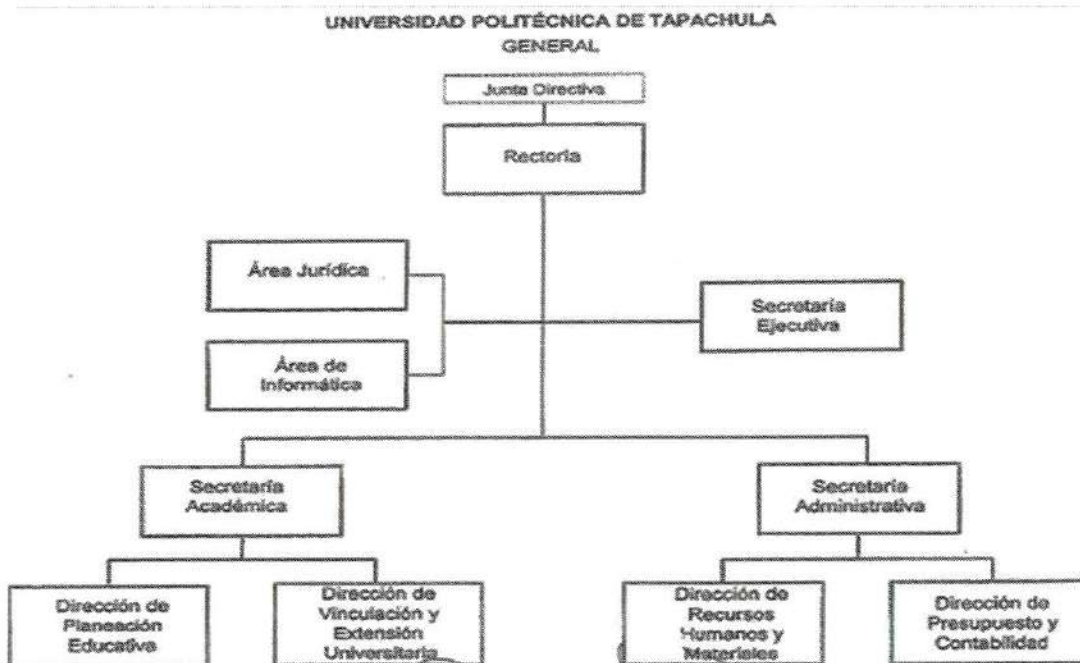 UNIVERSIDAD POLITÉCNICA DE TAPACHULA
GENERAL
Junta Directiva
Rectoría
Área Jurídica
Secretaría
Ejecutiva
Área de
Informática
Secretaría
Académica
Secretaría
Administrativa
Dirección de
Planeación
Educativa
Dirección de
Vinculación y
Extensión
Universitaria
Dirección de
Recursos
Humanos y
Materiales
Dirección de
Presupuesto y
Contabilidad